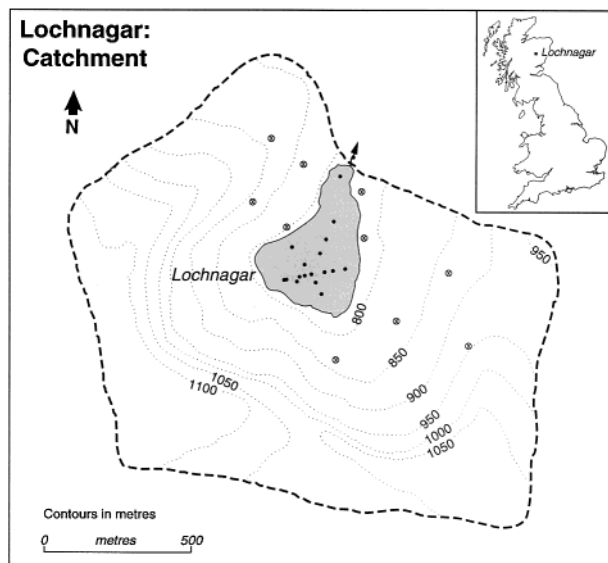 Lochnagar:
Catchment
N
Lochnagar
Lochnagar
950
800
850
900
950
1000
1050
1050
1100
Contours in metres
0 metres 500